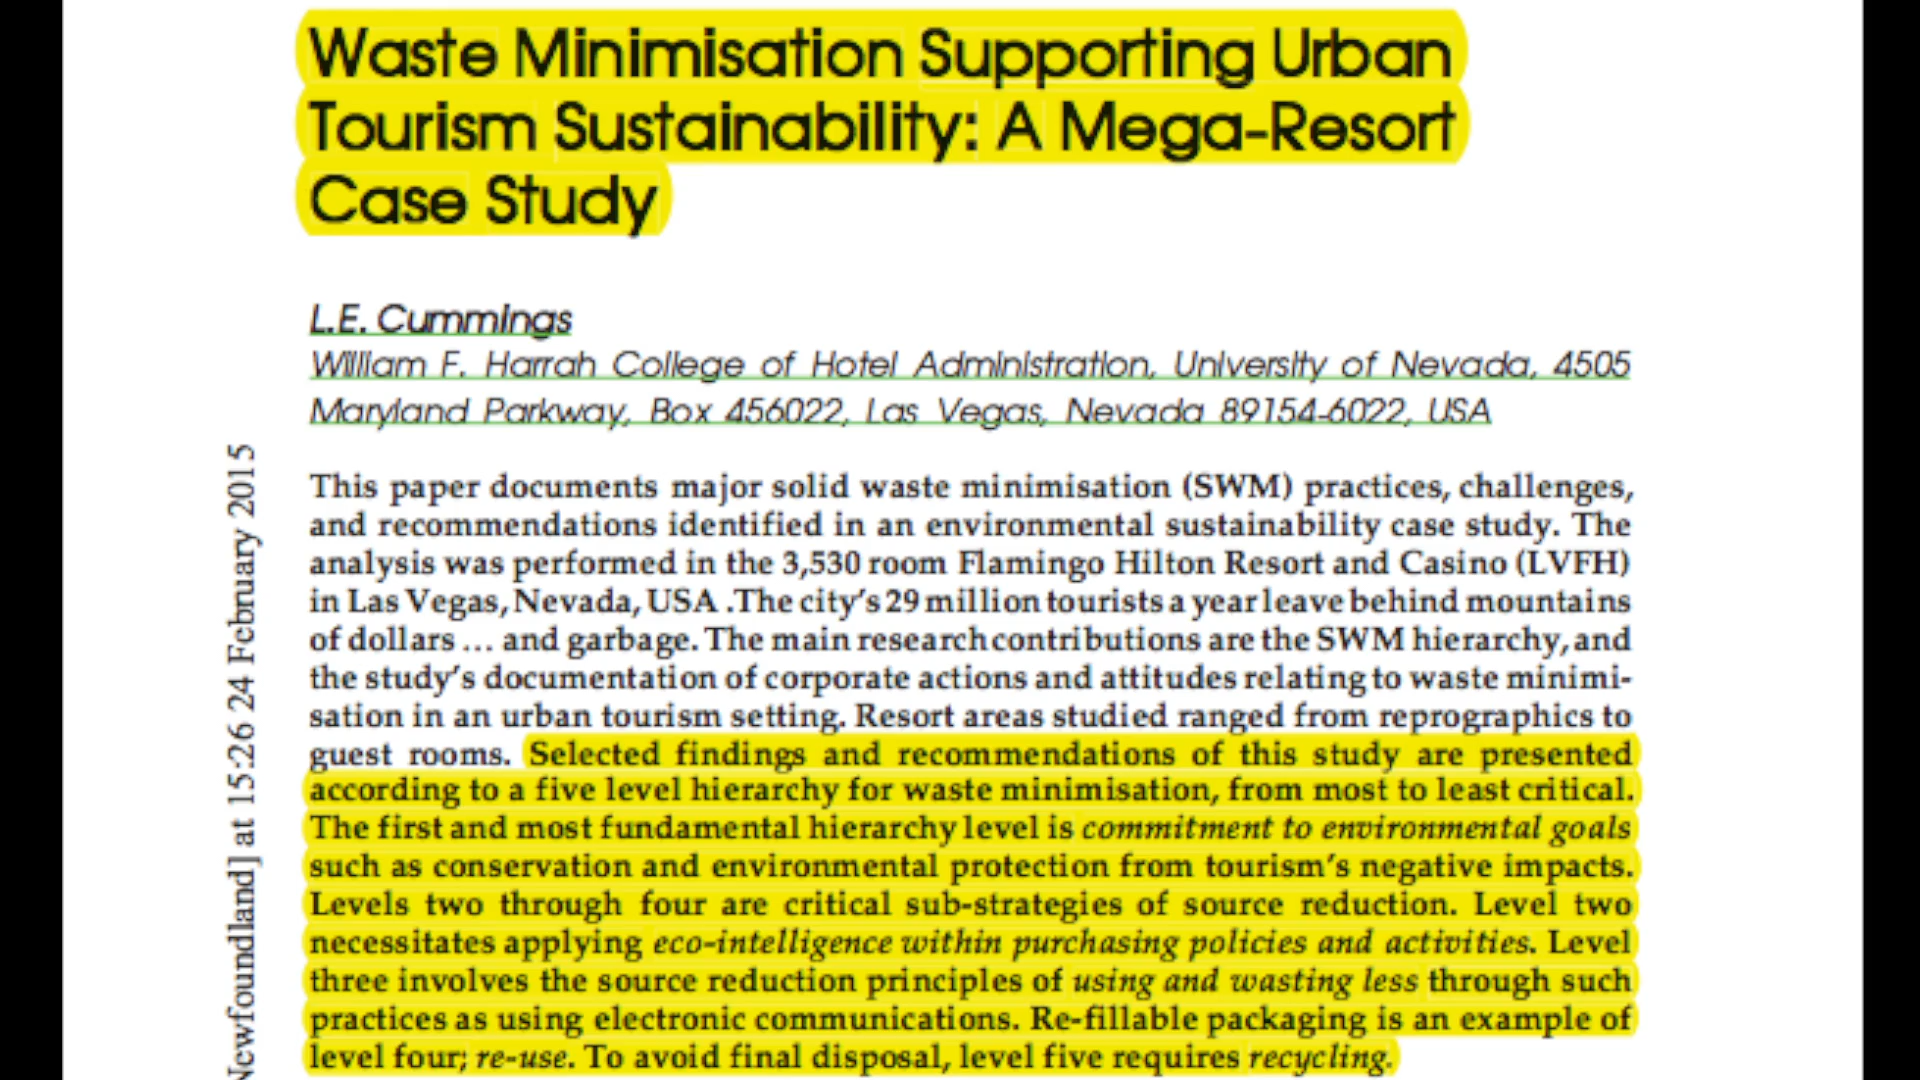 Waste Minimisation Supporting Urban
Tourism Sustainability: A Mega-Resort
Case Study
L.E. Cummings
William F. Harrah College of Hotel Administration, University of Nevada, 4505
Maryland Parkway, Box 456022, Las Vegas, Nevada 89154-6022, USA
This paper documents major solid waste minimisation (SWM) practices, challenges,
and recommendations identified in an environmental sustainability case study. The
analysis was performed in the 3,530 room Flamingo Hilton Resort and Casino (LVFH)
in Las Vegas, Nevada, USA .The city's 29 million tourists a year leave behind mountains
of dollars … and garbage. The main research contributions are the SWM hierarchy, and
the study's documentation of corporate actions and attitudes relating to waste minimi-
sation in an urban tourism setting. Resort areas studied ranged from reprographics to
guest rooms. Selected findings and recommendations of this study are presented
according to a five level hierarchy for waste minimisation, from most to least critical.
The first and most fundamental hierarchy level is commitment to environmental goals
such as conservation and environmental protection from tourism's negative impacts.
Levels two through four are critical sub-strategies of source reduction. Level two
necessitates applying eco-intelligence within purchasing policies and activities. Level
three involves the source reduction principles of using and wasting less through such
practices as using electronic communications. Re-fillable packaging is an example of
level four; re-use. To avoid final disposal, level five requires recycling.
Newfoundland] at 15:26 24 February 2015